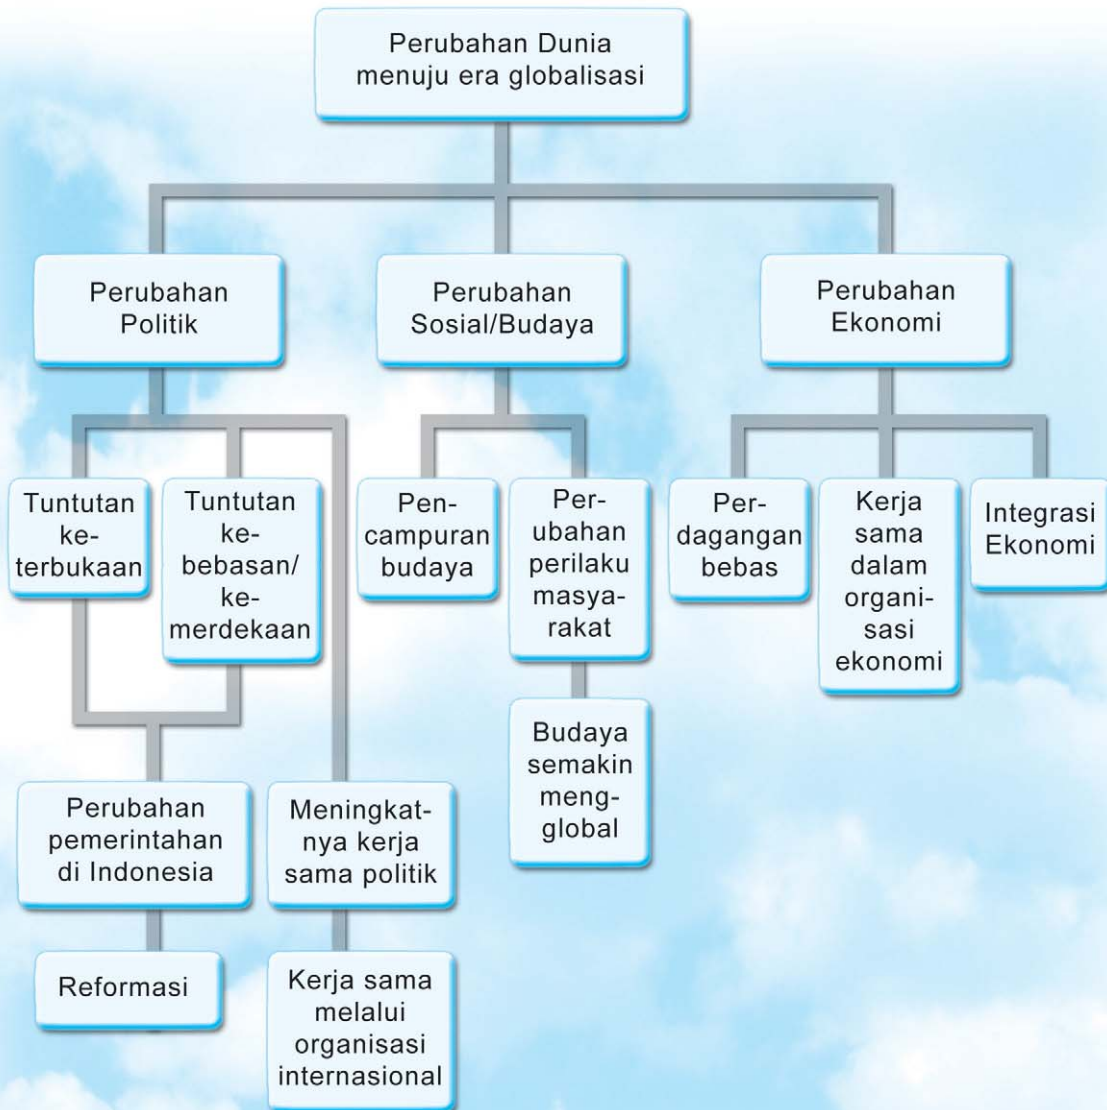 Perubahan Dunia
menuju era globalisasi
Perubahan
Politik
Perubahan
Sosial/Budaya
Perubahan
Ekonomi
Tuntutan
ke-
terbukaan
Tuntutan
ke-
bebasan/
ke-
merdekaan
Pen-
campuran
budaya
Per-
ubahan
perilaku
masya-
rakat
Per-
dagangan
bebas
Kerja
sama
dalam
organi-
sasi
ekonomi
Integrasi
Ekonomi
Budaya
semakin
meng-
global
Perubahan
pemerintahan
di Indonesia
Meningkat-
nya kerja
sama politik
Reformasi
Kerja sama
melalui
organisasi
internasional